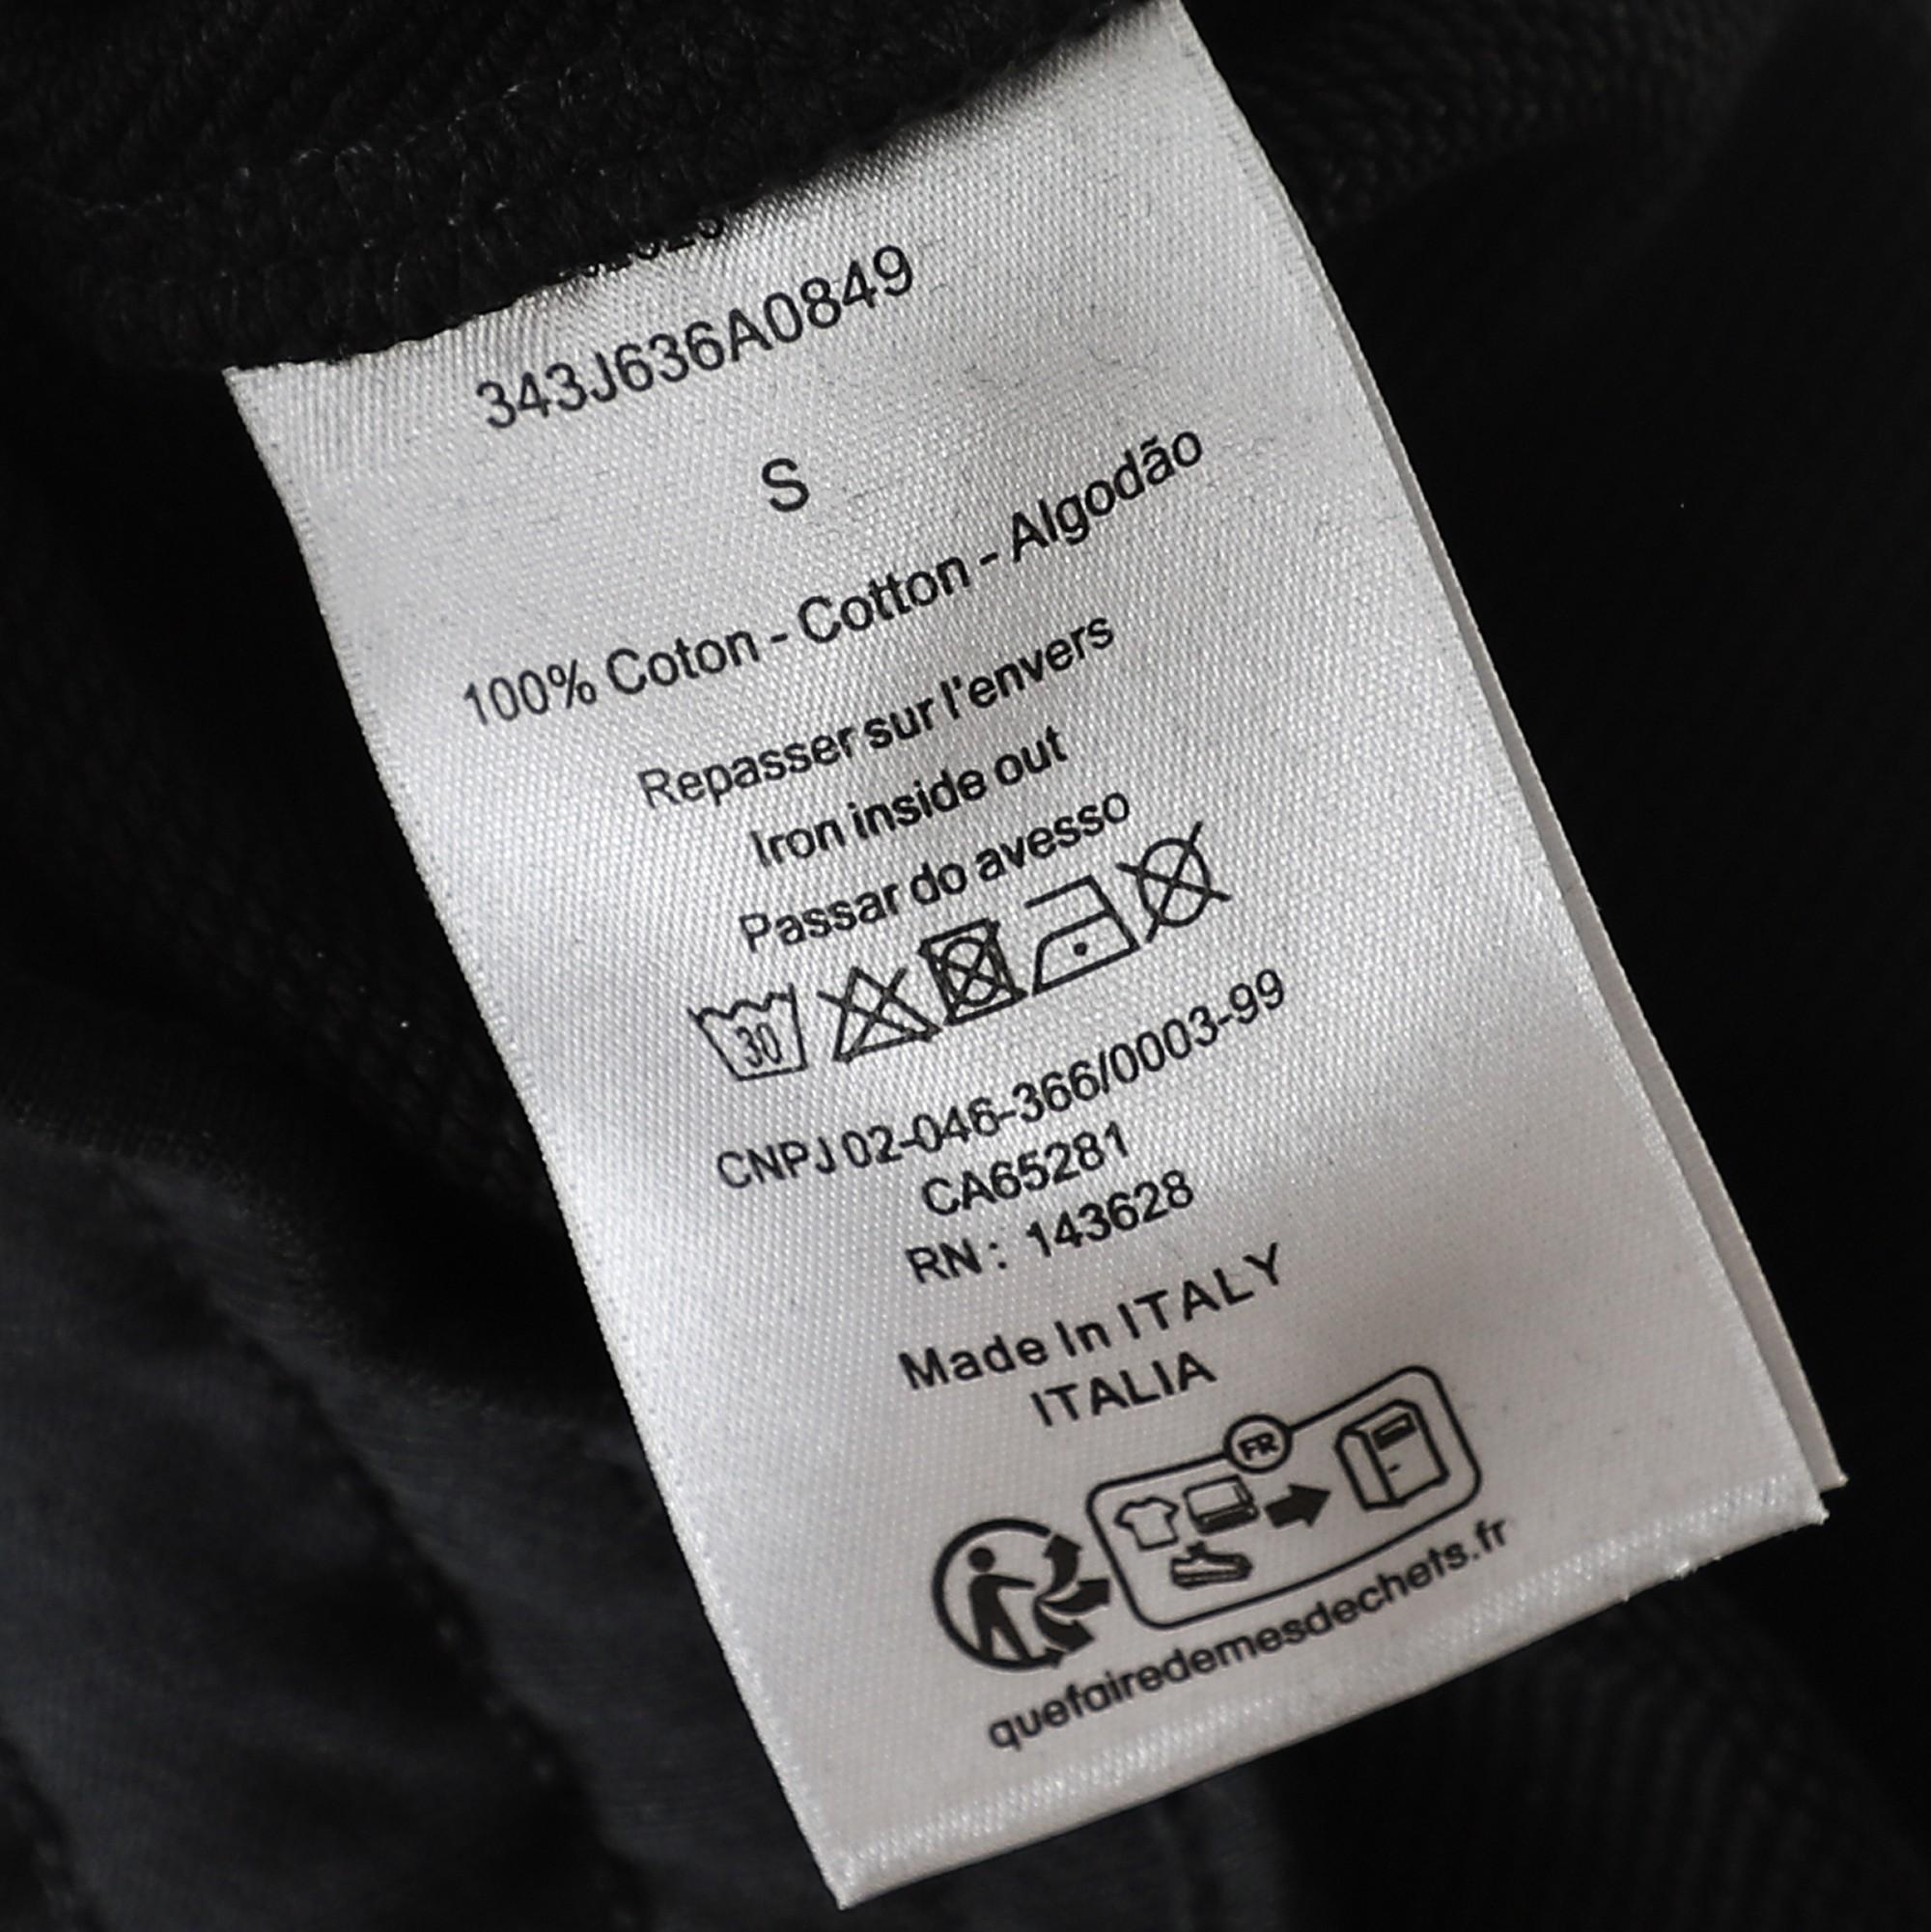 343J636A0849
S
100% Coton - Cotton - Algodão
Repasser sur l'envers
Iron inside out
Passar do avesso
30
CNPJ 02-046-366/0003-99
CA65281
RN : 143628
Made In ITALY
ITALIA
FR
quefairedemesdechets.fr